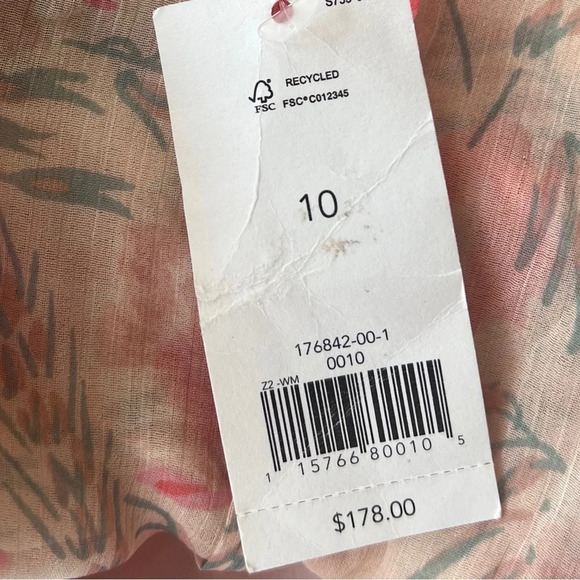 RECYCLED
FSC
FSC® C012345
10
176842-00-1
0010
Z2 -WM
1 15766 80010 5
$178.00